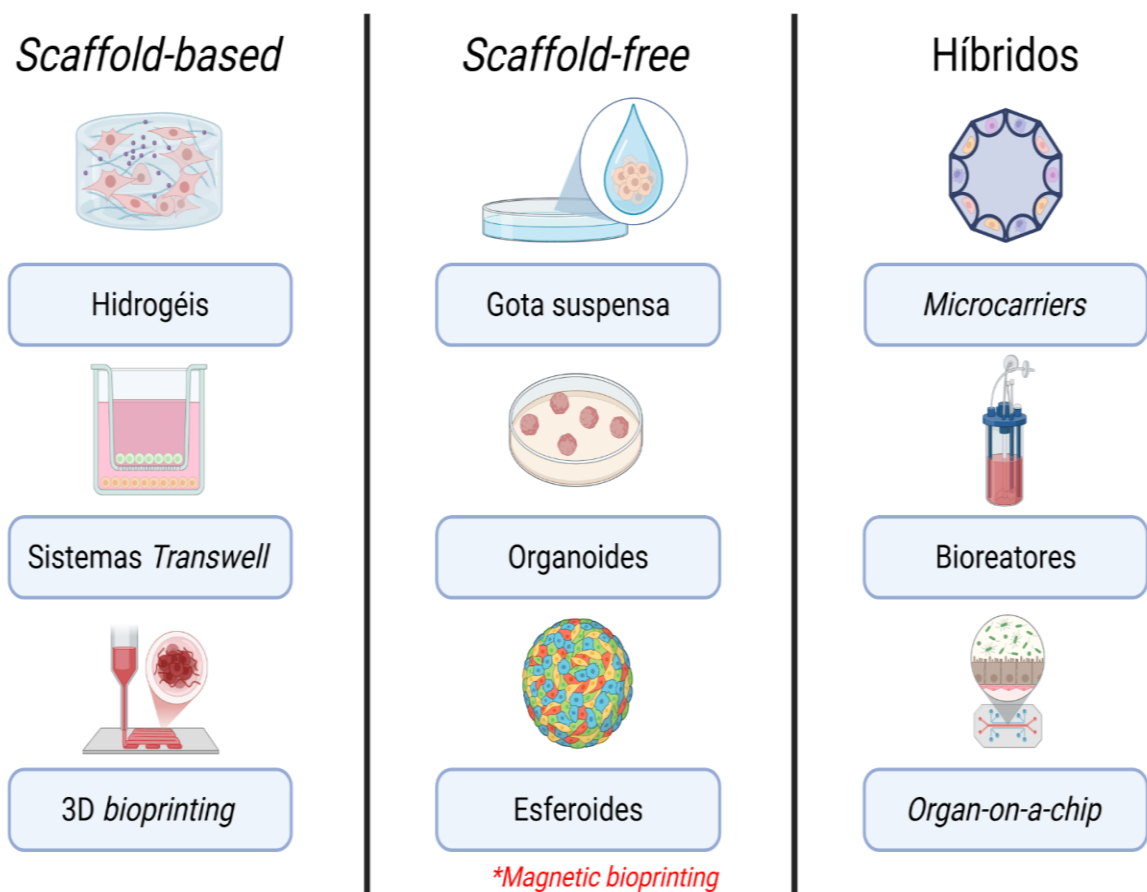 Scaffold-based
Hidrogéis
Sistemas Transwell
3D bioprinting
Scaffold-free
Gota suspensa
Organoides
Esferoides
*Magnetic bioprinting
Híbridos
Microcarriers
Bioreatores
Organ-on-a-chip